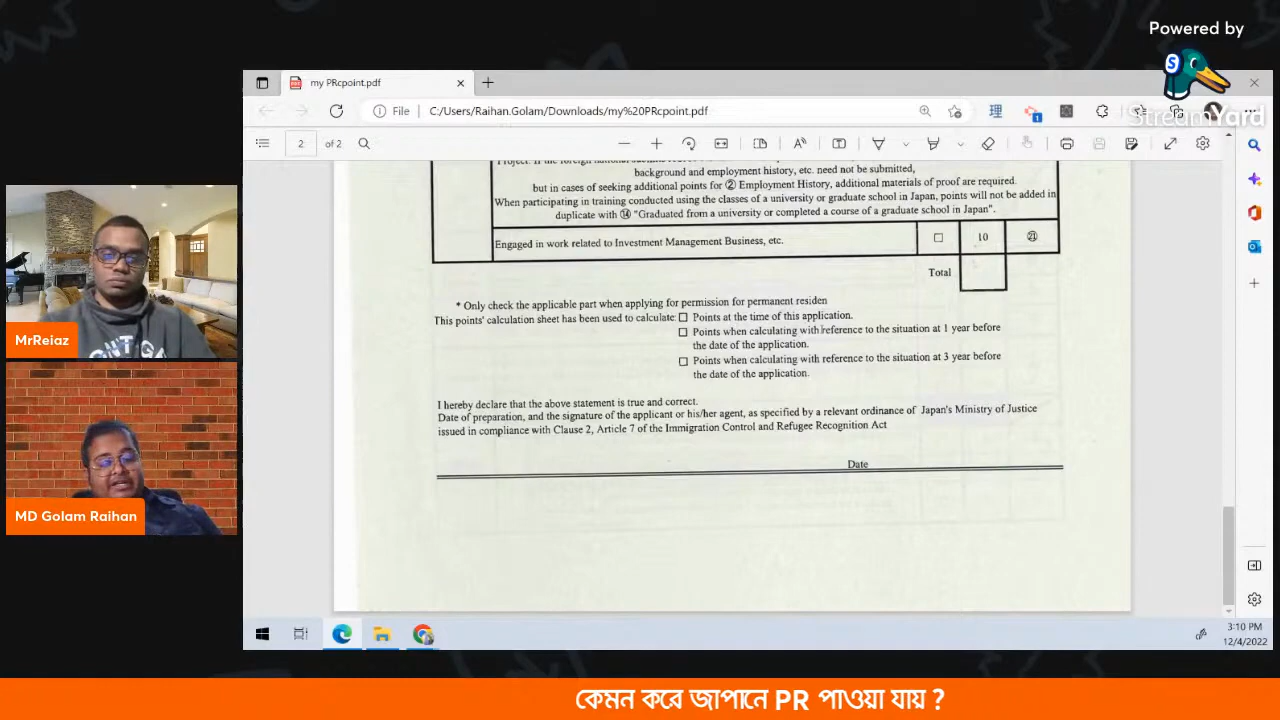 Powered by
StreamYard
my PRcpoint.pdf
File C:/Users/Raihan.Golam/Downloads/my%20PRcpoint.pdf
2 of 2
background and employment history, etc. need not be submitted,
but in cases of seeking additional points for ② Employment History, additional materials of proof are required.
When participating in training conducted using the classes of a university or graduate school in Japan, points will not be added in
duplicate with ⑭ "Graduated from a university or completed a course of a graduate school in Japan".
Engaged in work related to Investment Management Business, etc. □ 10 ㉑
Total
* Only check the applicable part when applying for permission for permanent residen
This points' calculation sheet has been used to calculate: □ Points at the time of this application.
□ Points when calculating with reference to the situation at 1 year before
the date of the application.
□ Points when calculating with reference to the situation at 3 year before
the date of the application.
I hereby declare that the above statement is true and correct.
Date of preparation, and the signature of the applicant or his/her agent, as specified by a relevant ordinance of Japan's Ministry of Justice
issued in compliance with Clause 2, Article 7 of the Immigration Control and Refugee Recognition Act
Date
MrReiaz
MD Golam Raihan
3:10 PM
12/4/2022
কেমন করে জাপানে PR পাওয়া যায় ?